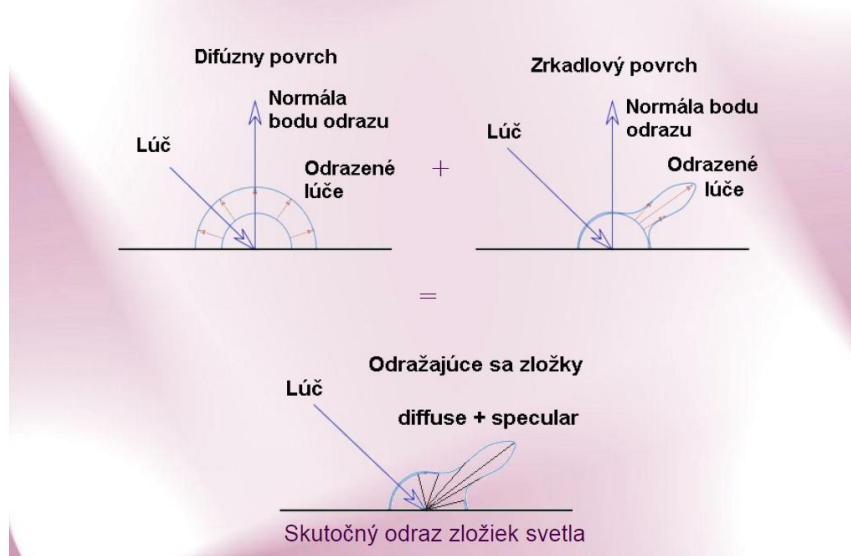 Difúzny povrch
Normála
bodu odrazu
Lúč
Odrazené
lúče
+
Zrkadlový povrch
Normála bodu
odrazu
Lúč
Odrazené
lúče
=
Odražajúce sa zložky
Lúč
diffuse + specular
Skutočný odraz zložiek svetla